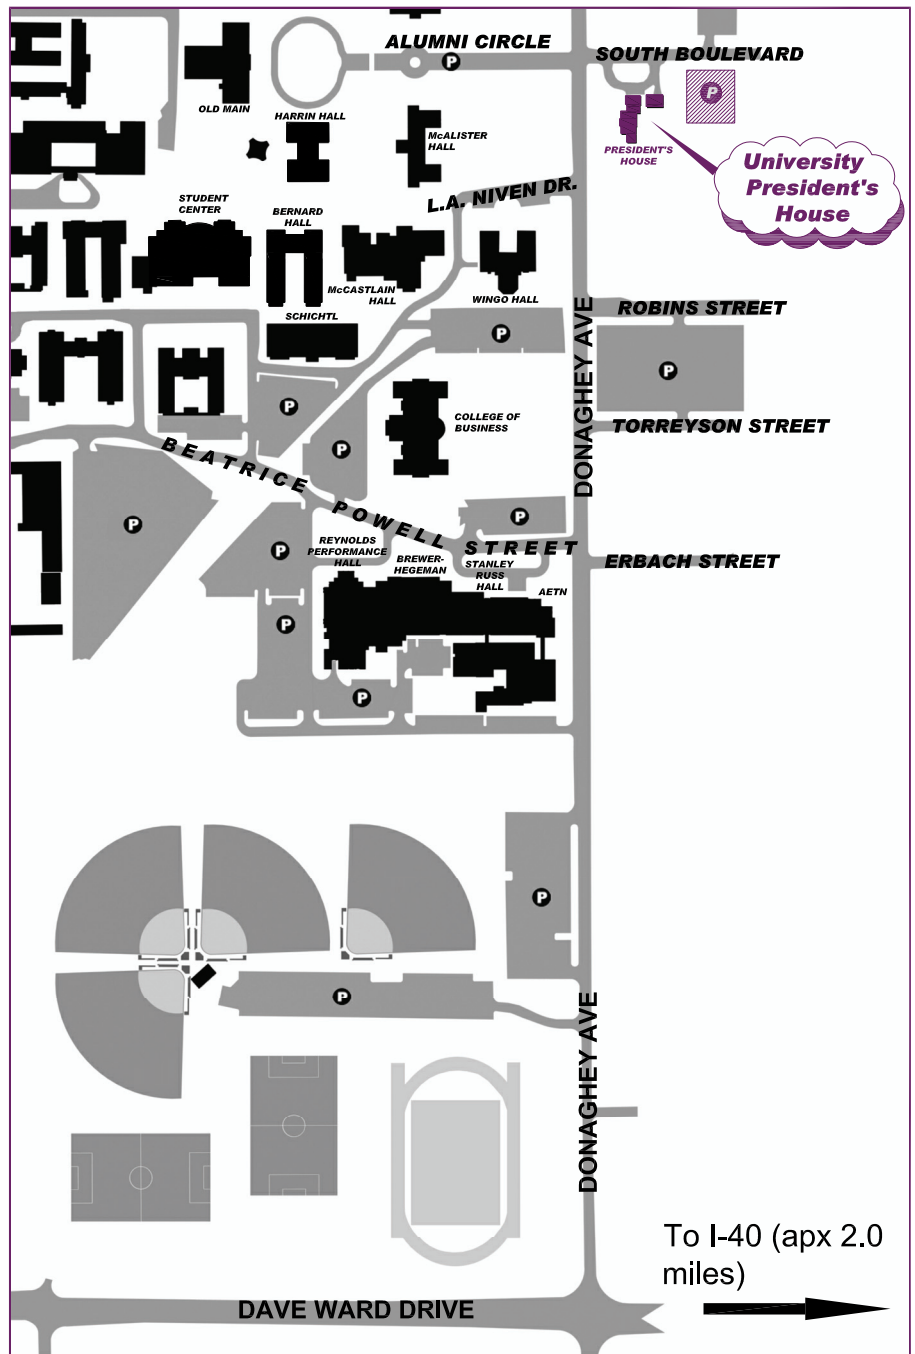 ALUMNI CIRCLE
P
SOUTH BOULEVARD
P
OLD MAIN
HARRIN HALL
McALISTER
HALL
PRESIDENT'S
HOUSE
University
President's
House
L.A. NIVEN DR.
STUDENT
CENTER
BERNARD
HALL
McCASTLAIN
HALL
WINGO HALL
SCHICHTL
P
DONAGHEY AVE
ROBINS STREET
P
P
COLLEGE OF
BUSINESS
TORREYSON STREET
P
BEATRICE POWELL STREET
P
P
P
REYNOLDS
PERFORMANCE
HALL
BREWER-
HEGEMAN
STANLEY
RUSS
HALL
AETN
ERBACH STREET
P
P
P
P
DONAGHEY AVE
To I-40 (apx 2.0
miles)
DAVE WARD DRIVE